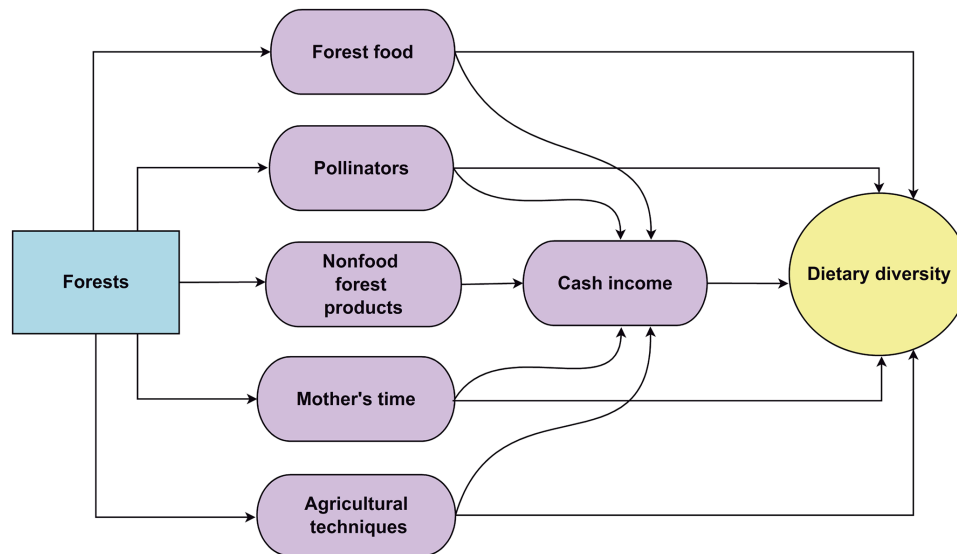 Forest food
Pollinators
Forests
Nonfood
forest
products
Cash income
Dietary diversity
Mother's time
Agricultural
techniques